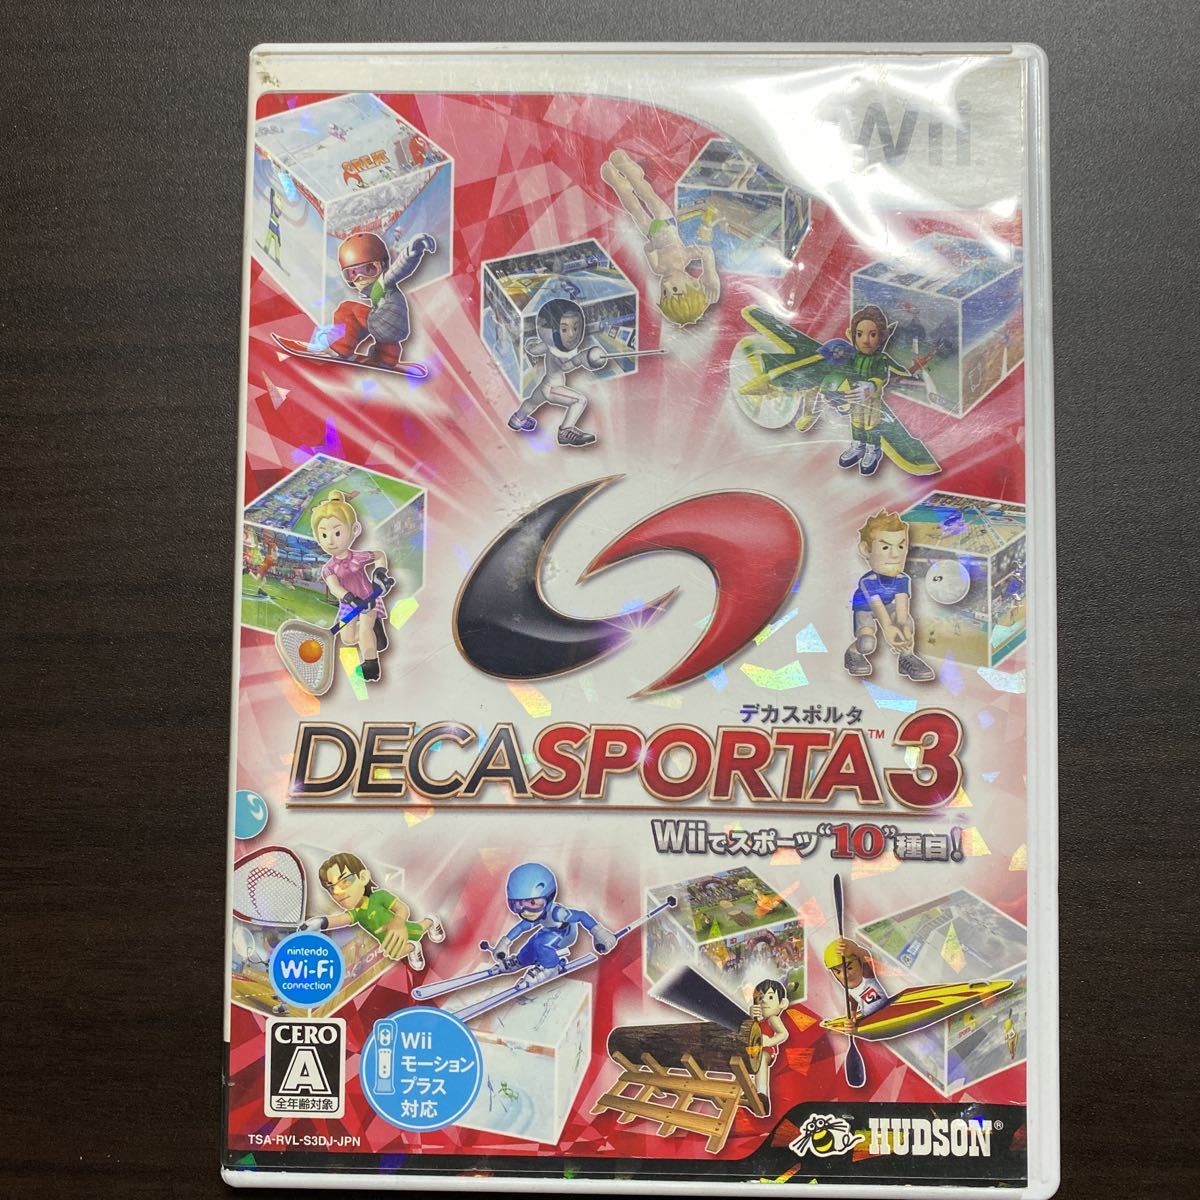 Wii
GREAT
デカスポルタ
DECASPORTA™3
Wiiでスポーツ“10”種目!
nintendo
Wi-Fi
connection
CERO
A
全年齢対象
Wii
モーション
プラス
対応
TSA-RVL-S3DJ-JPN
HUDSON®